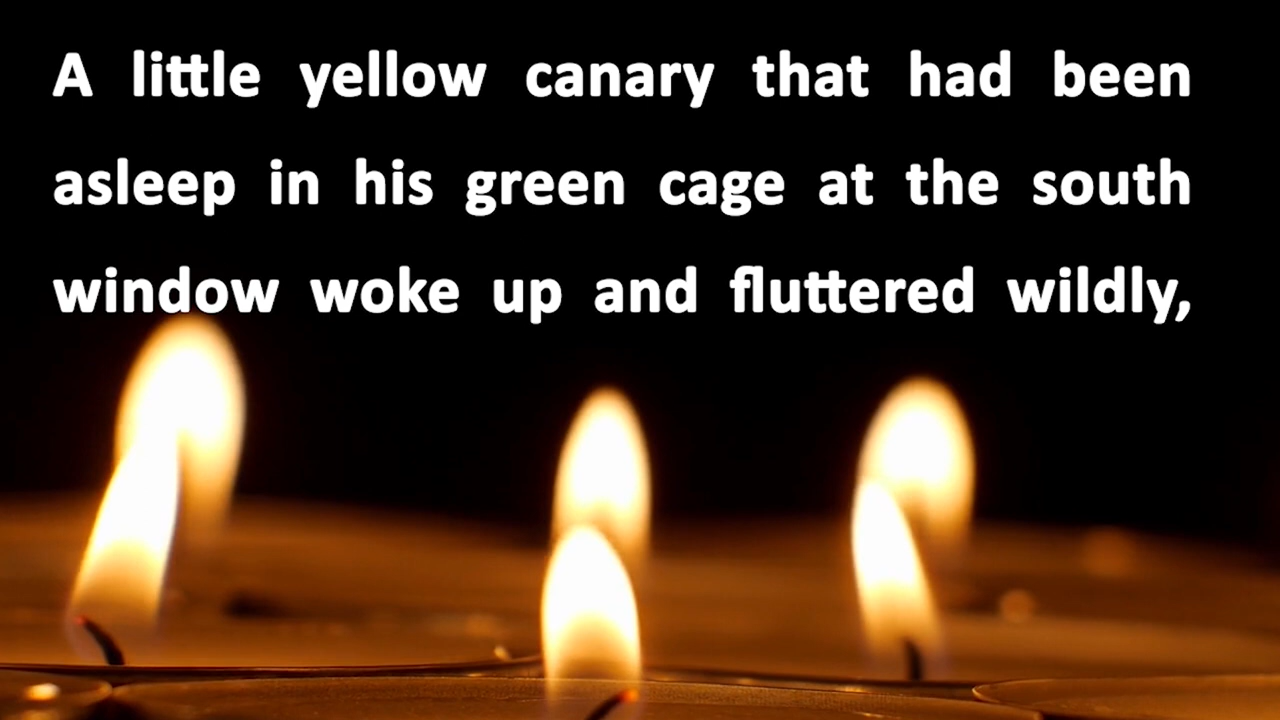 A little yellow canary that had been
asleep in his green cage at the south
window woke up and fluttered wildly,